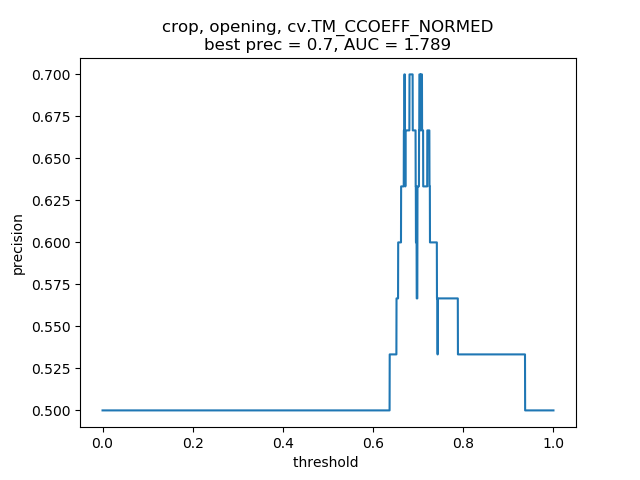 crop, opening, cv.TM_CCOEFF_NORMED
best prec = 0.7, AUC = 1.789
0.700
0.675
0.650
0.625
0.600
0.575
0.550
0.525
0.500
precision
0.0 0.2 0.4 0.6 0.8 1.0
threshold